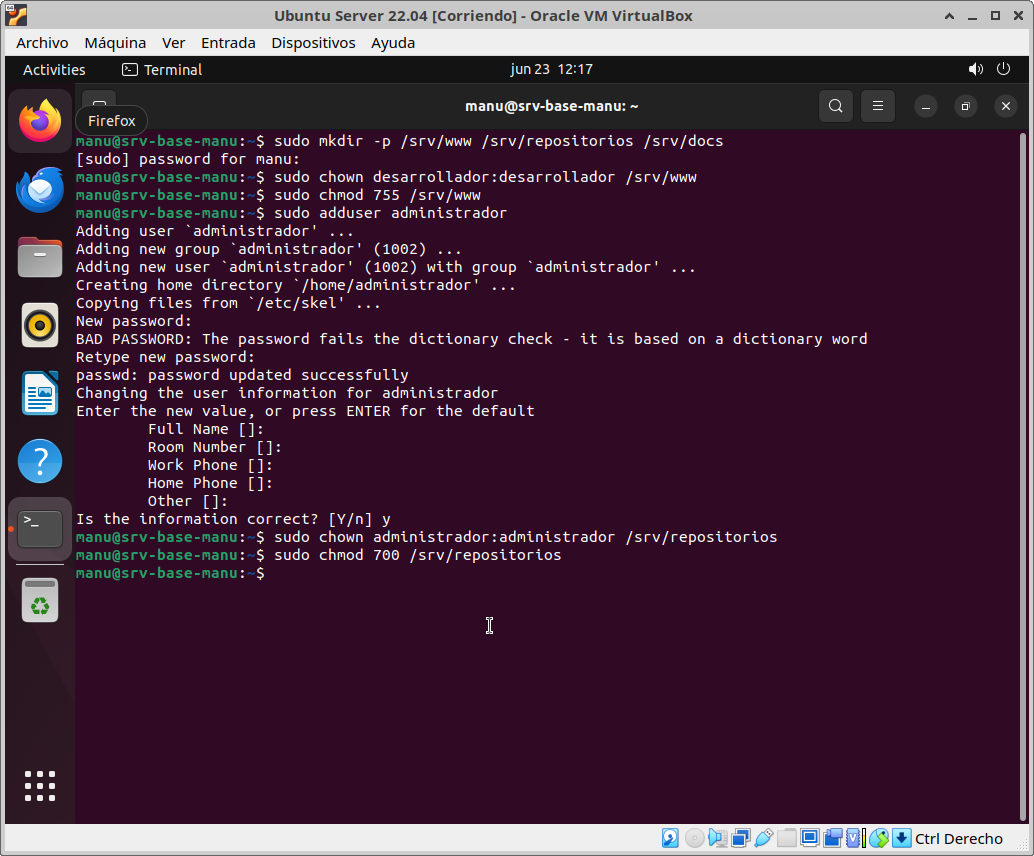 Ubuntu Server 22.04 [Corriendo] - Oracle VM VirtualBox
Archivo Máquina Ver Entrada Dispositivos Ayuda
Activities Terminal jun 23 12:17
manu@srv-base-manu: ~
Firefox
manu@srv-base-manu:~$ sudo mkdir -p /srv/www /srv/repositorios /srv/docs
[sudo] password for manu:
manu@srv-base-manu:~$ sudo chown desarrollador:desarrollador /srv/www
manu@srv-base-manu:~$ sudo chmod 755 /srv/www
manu@srv-base-manu:~$ sudo adduser administrador
Adding user `administrador' ...
Adding new group `administrador' (1002) ...
Adding new user `administrador' (1002) with group `administrador' ...
Creating home directory `/home/administrador' ...
Copying files from `/etc/skel' ...
New password:
BAD PASSWORD: The password fails the dictionary check - it is based on a dictionary word
Retype new password:
passwd: password updated successfully
Changing the user information for administrador
Enter the new value, or press ENTER for the default
Full Name []:
Room Number []:
Work Phone []:
Home Phone []:
Other []:
Is the information correct? [Y/n] y
manu@srv-base-manu:~$ sudo chown administrador:administrador /srv/repositorios
manu@srv-base-manu:~$ sudo chmod 700 /srv/repositorios
manu@srv-base-manu:~$
Ctrl Derecho